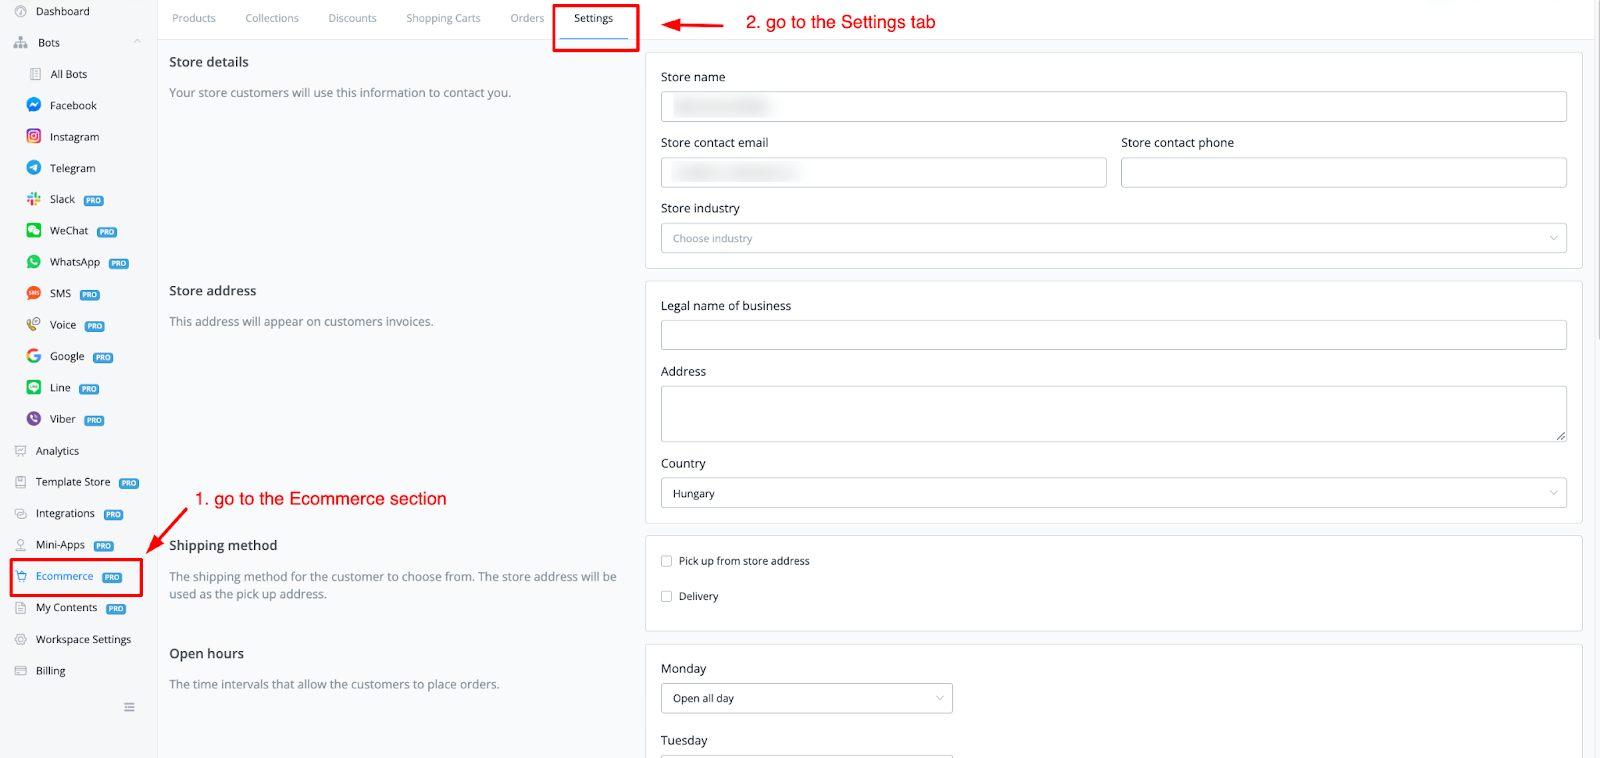 Dashboard
Bots
All Bots
Facebook
Instagram
Telegram
Slack PRO
WeChat PRO
WhatsApp PRO
SMS PRO
Voice PRO
Google PRO
Line PRO
Viber PRO
Analytics
Template Store PRO
Integrations PRO
Mini-Apps PRO
Ecommerce PRO
My Contents PRO
Workspace Settings
Billing
1. go to the Ecommerce section
Products Collections Discounts Shopping Carts Orders Settings
2. go to the Settings tab
Store details
Your store customers will use this information to contact you.
Store name
Store contact email
Store contact phone
Store industry
Choose industry
Store address
This address will appear on customers invoices.
Legal name of business
Address
Country
Hungary
Shipping method
The shipping method for the customer to choose from. The store address will be
used as the pick up address.
Pick up from store address
Delivery
Open hours
The time intervals that allow the customers to place orders.
Monday
Open all day
Tuesday